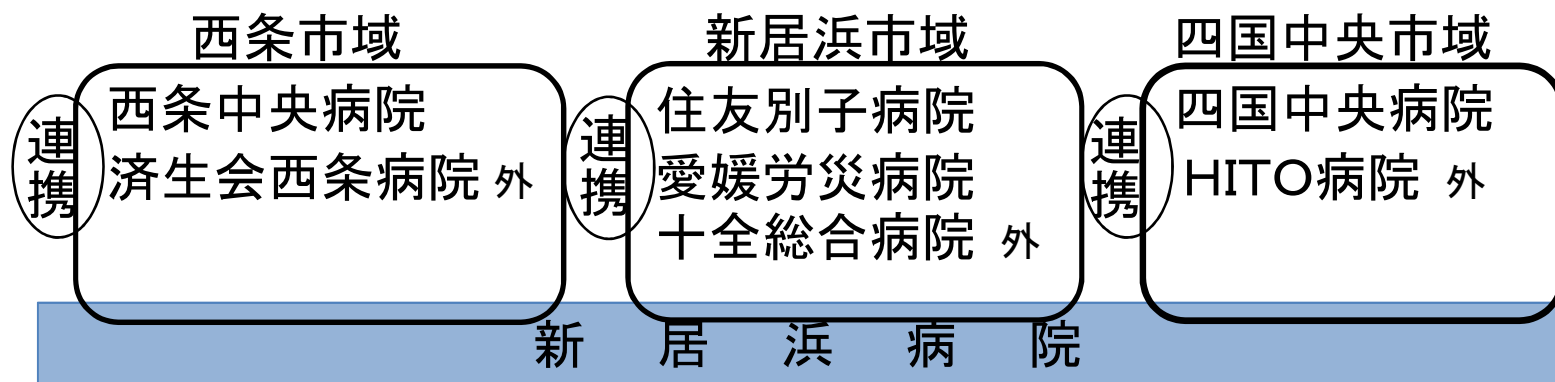 西条市域
連携
西条中央病院
済生会西条病院 外
新居浜市域
連携
住友別子病院
愛媛労災病院
十全総合病院 外
四国中央市域
連携
四国中央病院
HITO病院 外
新居浜病院